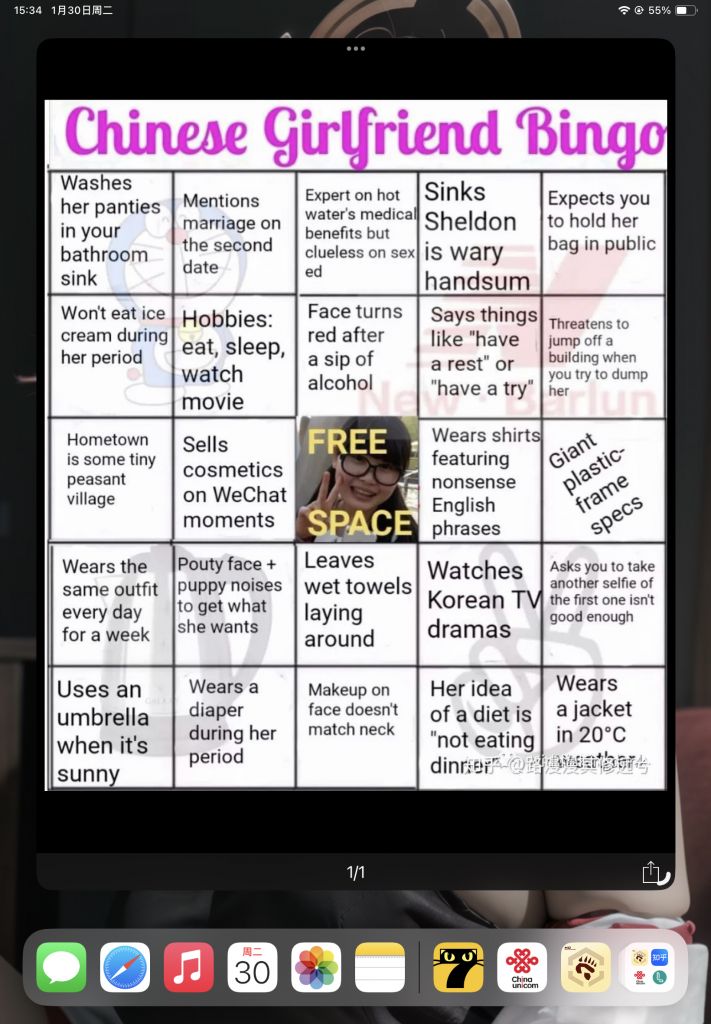 15:34 1月30日周二
55%
Chinese Girlfriend Bingo
Washes
her panties
in your
bathroom
sink
Mentions
marriage on
the second
date
Expert on hot
water's medical
benefits but
clueless on sex
ed
Sinks
Sheldon
is wary
handsum
Expects you
to hold her
bag in public
Won't eat ice
cream during
her period
Hobbies:
eat, sleep,
watch
movie
Face turns
red after
a sip of
alcohol
Says things
like "have
a rest" or
"have a try"
Threatens to
jump off a
building when
you try to dump
her
New · Barlun
Hometown
is some tiny
peasant
village
Sells
cosmetics
on WeChat
moments
FREE
SPACE
Wears shirts
featuring
nonsense
English
phrases
Giant
plastic-
frame
specs
Wears the
same outfit
every day
for a week
Pouty face +
puppy noises
to get what
she wants
Leaves
wet towels
laying
around
Watches
Korean TV
dramas
Asks you to take
another selfie of
the first one isn't
good enough
Uses an
umbrella
when it's
sunny
Wears a
diaper
during her
period
Makeup on
face doesn't
match neck
Her idea
of a diet is
"not eating
dinner"
Wears
a jacket
in 20°C
weather
知乎 @路漫漫其修远兮
1/1
周二
30
7
China
unicom
知乎